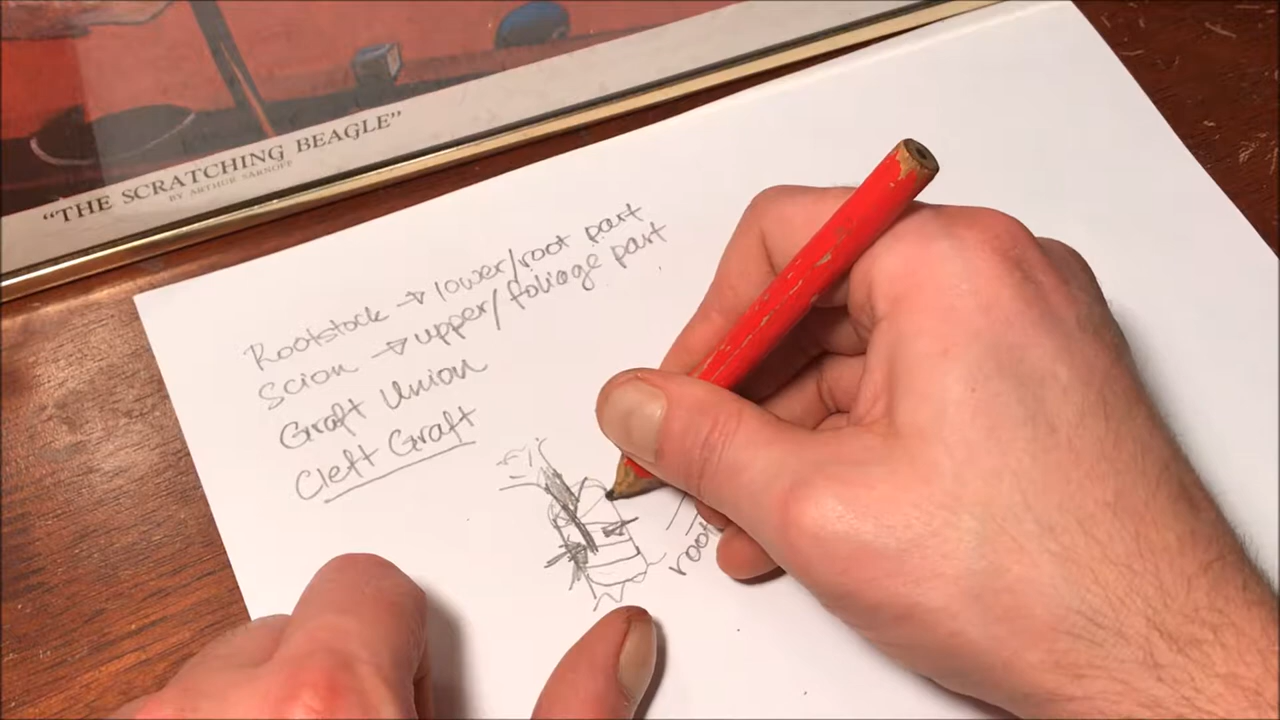 "THE SCRATCHING BEAGLE"
BY ARTHUR SARNOFF
Rootstock → lower/root part
Scion → upper/foliage part
Graft Union
Cleft Graft
root